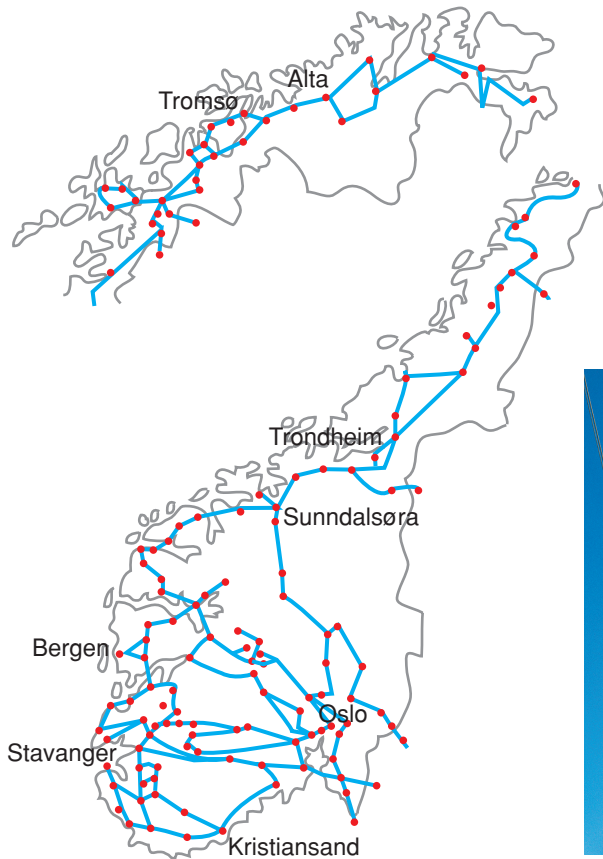 Alta
Tromsø
Trondheim
Sunndalsøra
Bergen
Oslo
Stavanger
Kristiansand